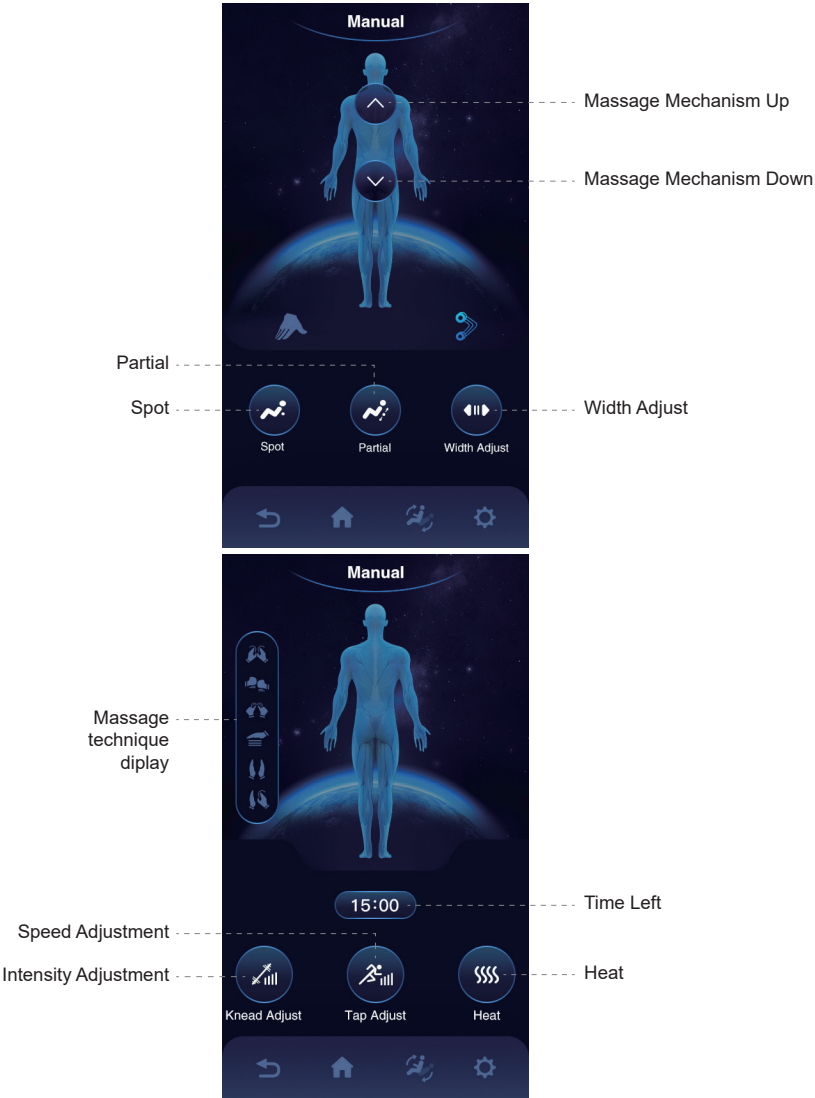 Manual
Massage Mechanism Up
Massage Mechanism Down
Partial
Spot
Width Adjust
Spot
Partial
Width Adjust
Manual
Massage
technique
diplay
15:00
Time Left
Speed Adjustment
Intensity Adjustment
Heat
Knead Adjust
Tap Adjust
Heat